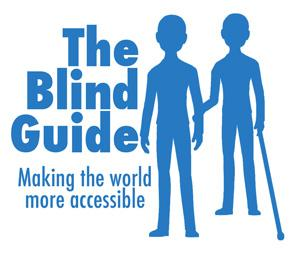 The
Blind
Guide
Making the world
more accessible